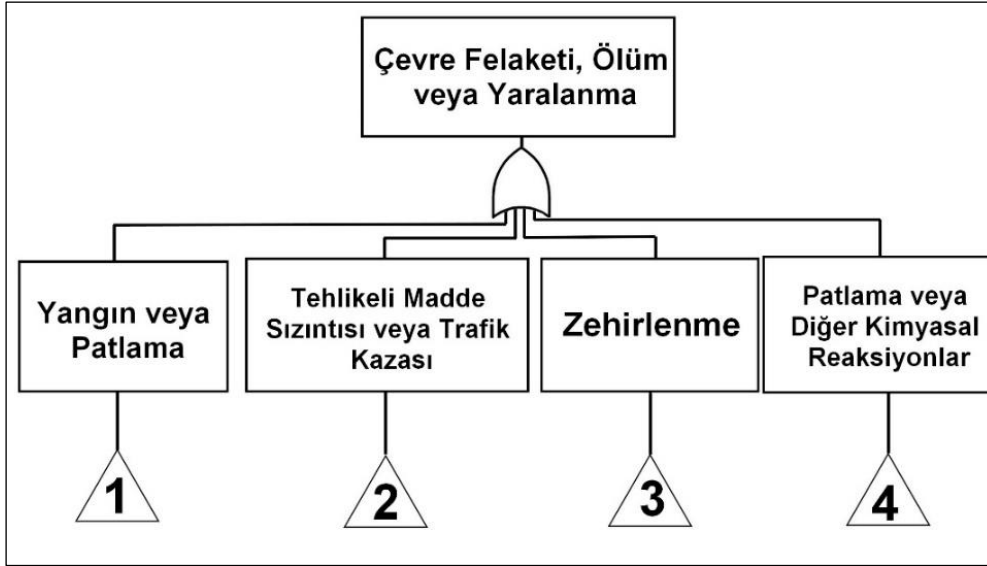 Çevre Felaketi, Ölüm
veya Yaralanma
Yangın veya
Patlama
Tehlikeli Madde
Sızıntısı veya Trafik
Kazası
Zehirlenme
Patlama veya
Diğer Kimyasal
Reaksiyonlar
1
2
3
4